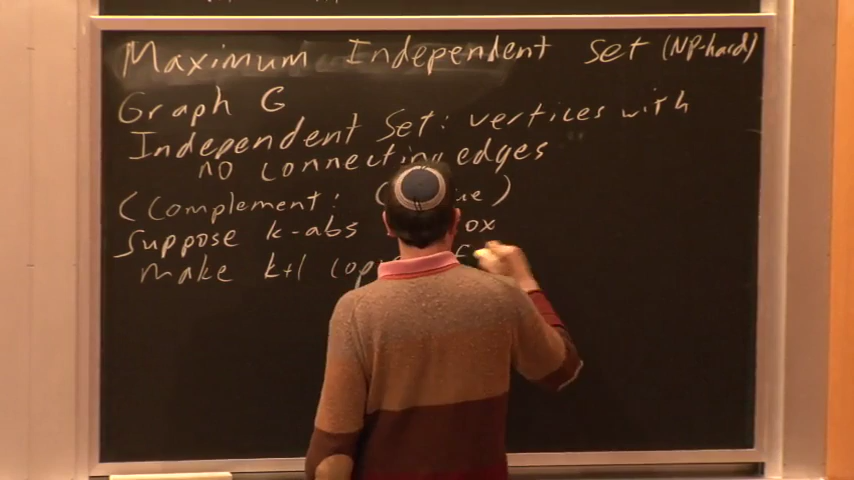 Maximum Independent Set (NP-hard)
Graph G
Independent Set: vertices with
no connecting edges
(Complement: )
Suppose k-abs
make k+1